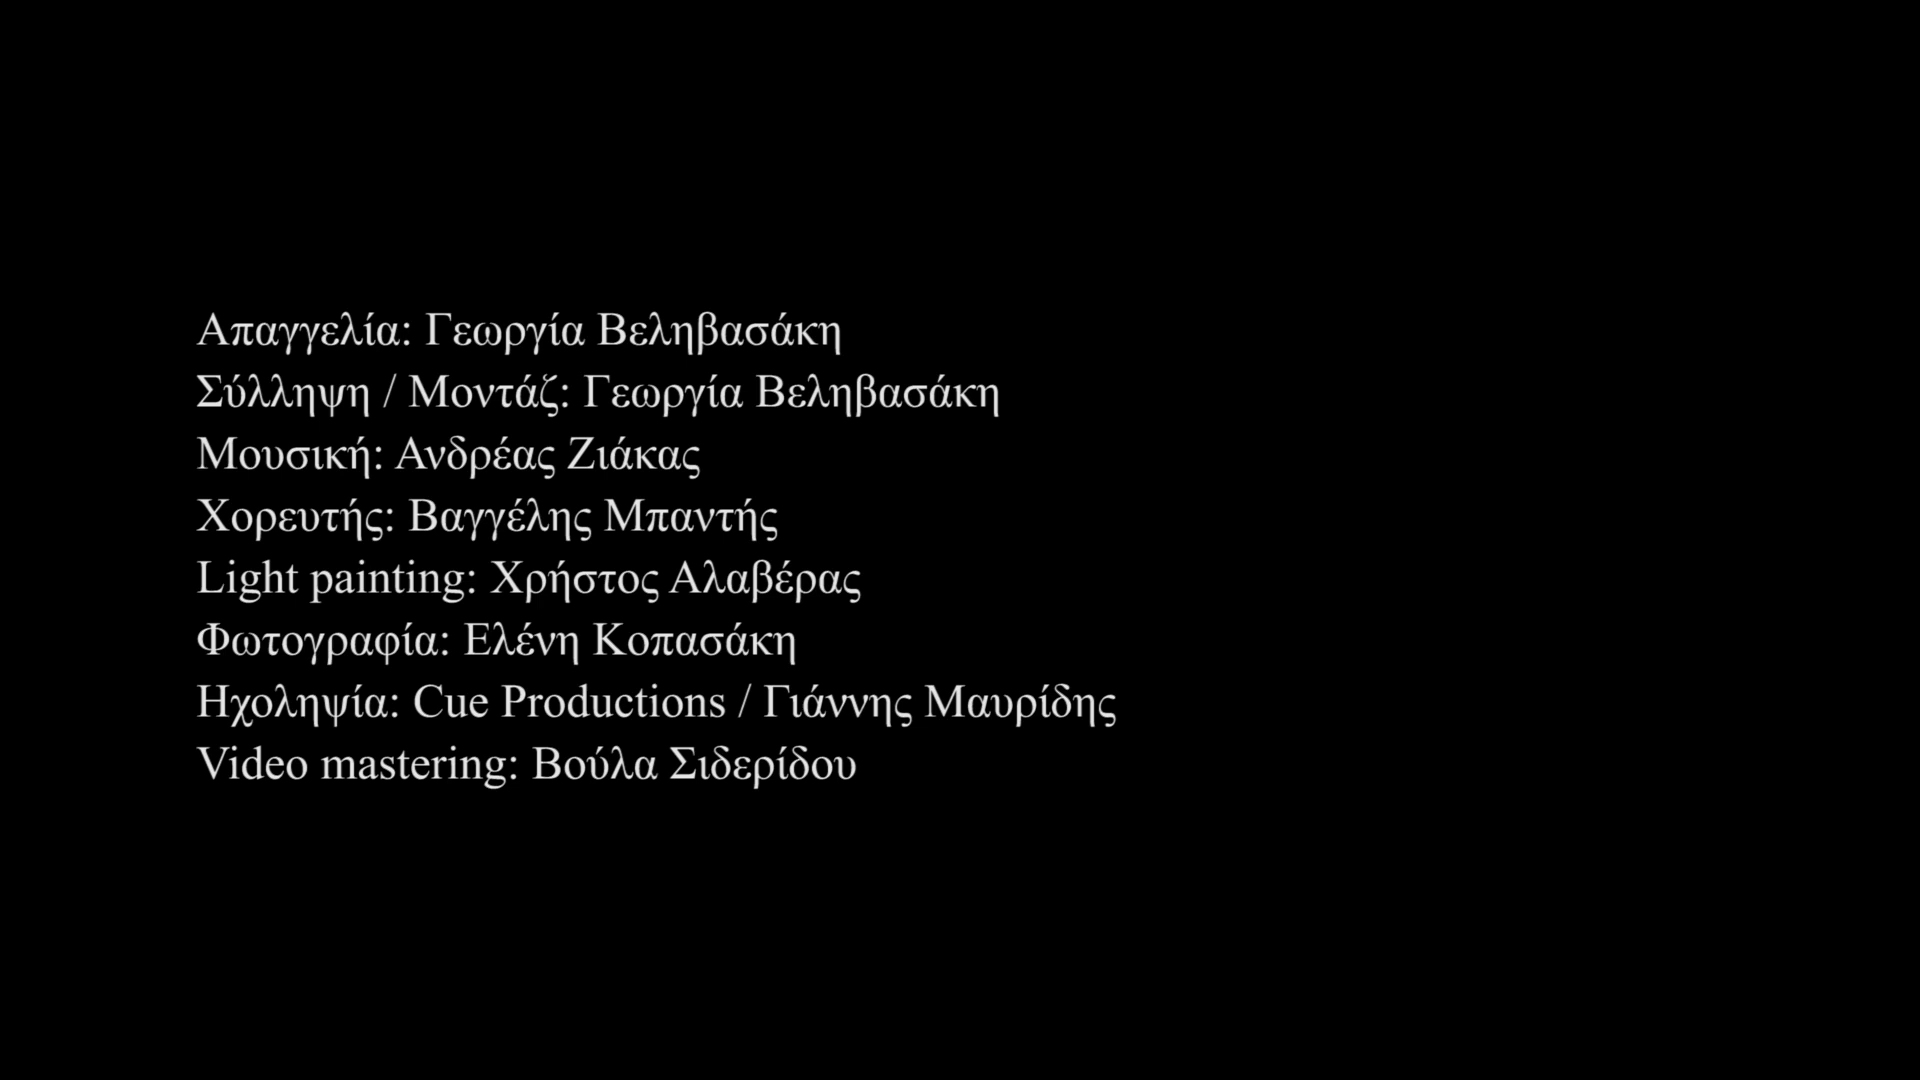 Απαγγελία: Γεωργία Βεληβασάκη
Σύλληψη / Μοντάζ: Γεωργία Βεληβασάκη
Μουσική: Ανδρέας Ζιάκας
Χορευτής: Βαγγέλης Μπαντής
Light painting: Χρήστος Αλαβέρας
Φωτογραφία: Ελένη Κοπασάκη
Ηχοληψία: Cue Productions / Γιάννης Μαυρίδης
Video mastering: Βούλα Σιδερίδου